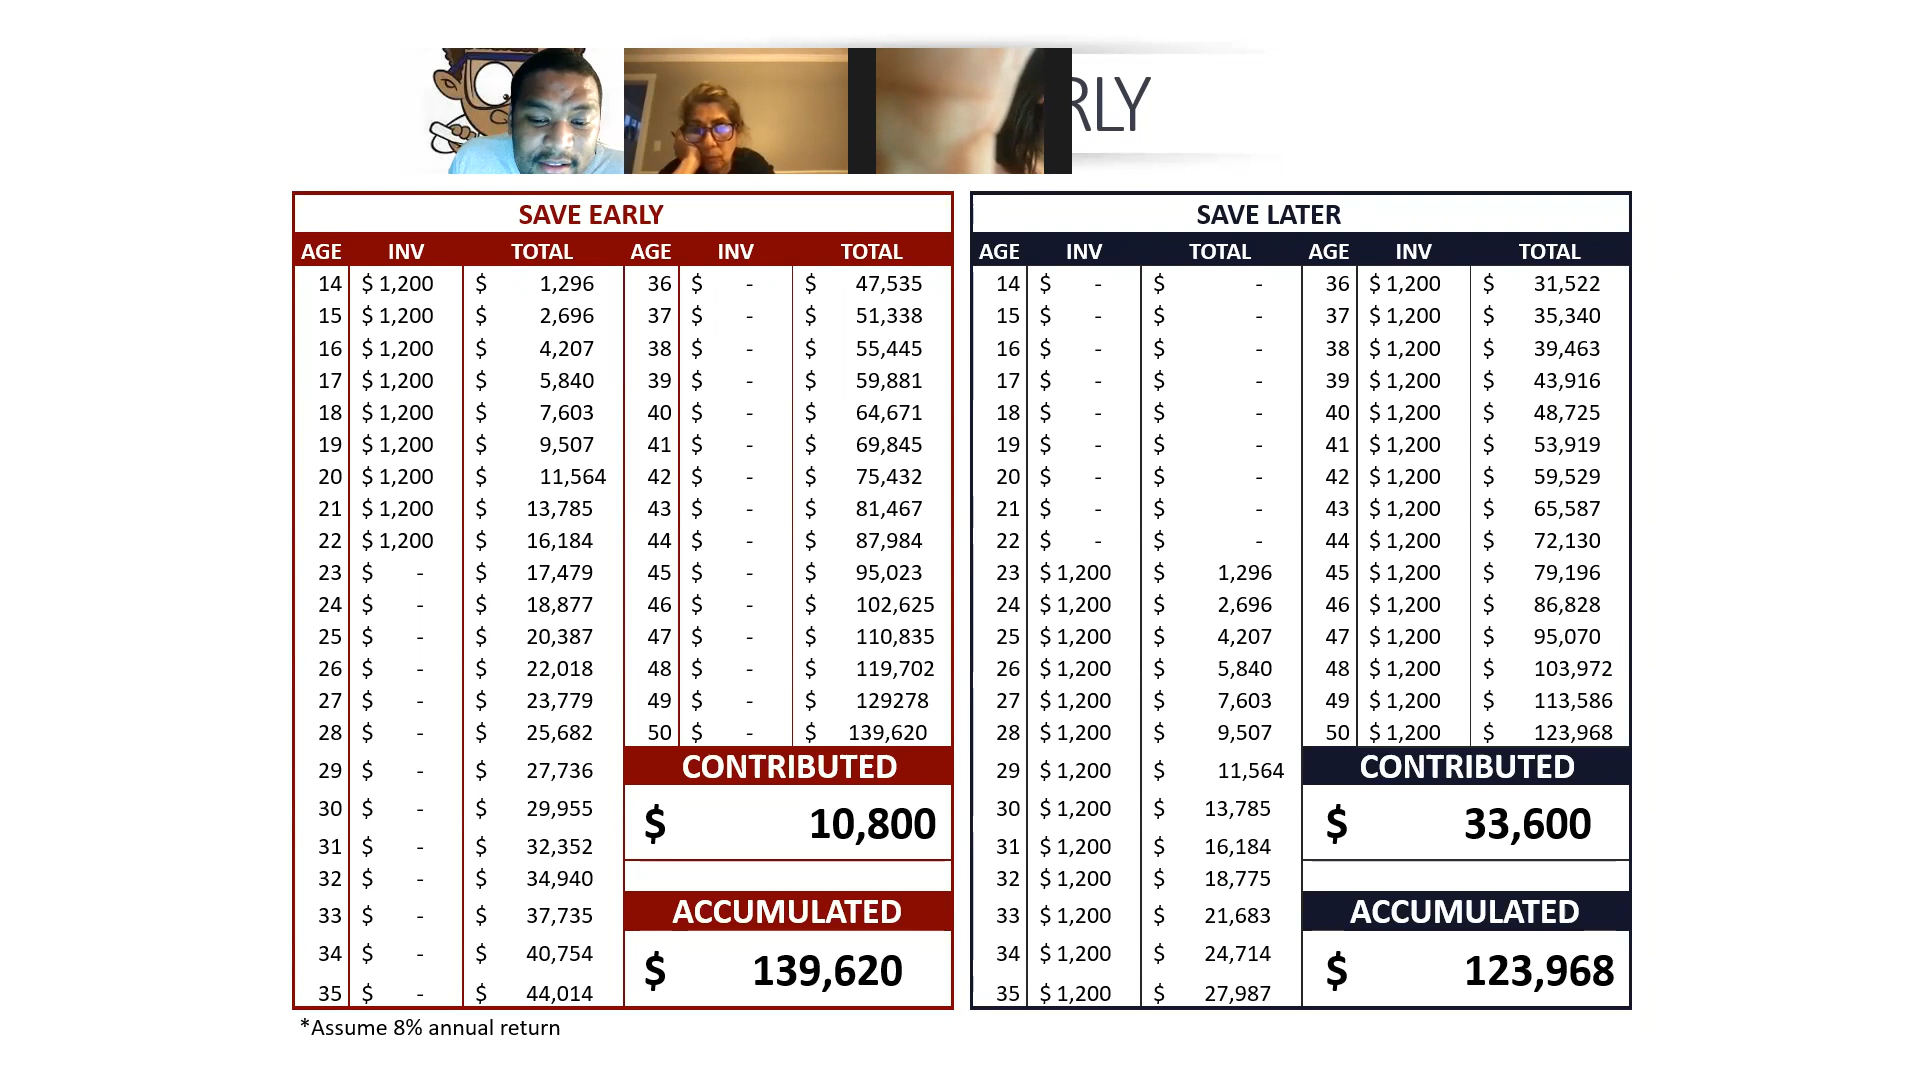 RLY
SAVE EARLY
AGE INV TOTAL AGE INV TOTAL
14 $ 1,200 $ 1,296 36 $ - $ 47,535
15 $ 1,200 $ 2,696 37 $ - $ 51,338
16 $ 1,200 $ 4,207 38 $ - $ 55,445
17 $ 1,200 $ 5,840 39 $ - $ 59,881
18 $ 1,200 $ 7,603 40 $ - $ 64,671
19 $ 1,200 $ 9,507 41 $ - $ 69,845
20 $ 1,200 $ 11,564 42 $ - $ 75,432
21 $ 1,200 $ 13,785 43 $ - $ 81,467
22 $ 1,200 $ 16,184 44 $ - $ 87,984
23 $ - $ 17,479 45 $ - $ 95,023
24 $ - $ 18,877 46 $ - $ 102,625
25 $ - $ 20,387 47 $ - $ 110,835
26 $ - $ 22,018 48 $ - $ 119,702
27 $ - $ 23,779 49 $ - $ 129278
28 $ - $ 25,682 50 $ - $ 139,620
29 $ - $ 27,736
30 $ - $ 29,955
31 $ - $ 32,352
32 $ - $ 34,940
33 $ - $ 37,735
34 $ - $ 40,754
35 $ - $ 44,014
CONTRIBUTED
$ 10,800
ACCUMULATED
$ 139,620
SAVE LATER
AGE INV TOTAL AGE INV TOTAL
14 $ - $ - 36 $ 1,200 $ 31,522
15 $ - $ - 37 $ 1,200 $ 35,340
16 $ - $ - 38 $ 1,200 $ 39,463
17 $ - $ - 39 $ 1,200 $ 43,916
18 $ - $ - 40 $ 1,200 $ 48,725
19 $ - $ - 41 $ 1,200 $ 53,919
20 $ - $ - 42 $ 1,200 $ 59,529
21 $ - $ - 43 $ 1,200 $ 65,587
22 $ - $ - 44 $ 1,200 $ 72,130
23 $ 1,200 $ 1,296 45 $ 1,200 $ 79,196
24 $ 1,200 $ 2,696 46 $ 1,200 $ 86,828
25 $ 1,200 $ 4,207 47 $ 1,200 $ 95,070
26 $ 1,200 $ 5,840 48 $ 1,200 $ 103,972
27 $ 1,200 $ 7,603 49 $ 1,200 $ 113,586
28 $ 1,200 $ 9,507 50 $ 1,200 $ 123,968
29 $ 1,200 $ 11,564
30 $ 1,200 $ 13,785
31 $ 1,200 $ 16,184
32 $ 1,200 $ 18,775
33 $ 1,200 $ 21,683
34 $ 1,200 $ 24,714
35 $ 1,200 $ 27,987
CONTRIBUTED
$ 33,600
ACCUMULATED
$ 123,968
*Assume 8% annual return